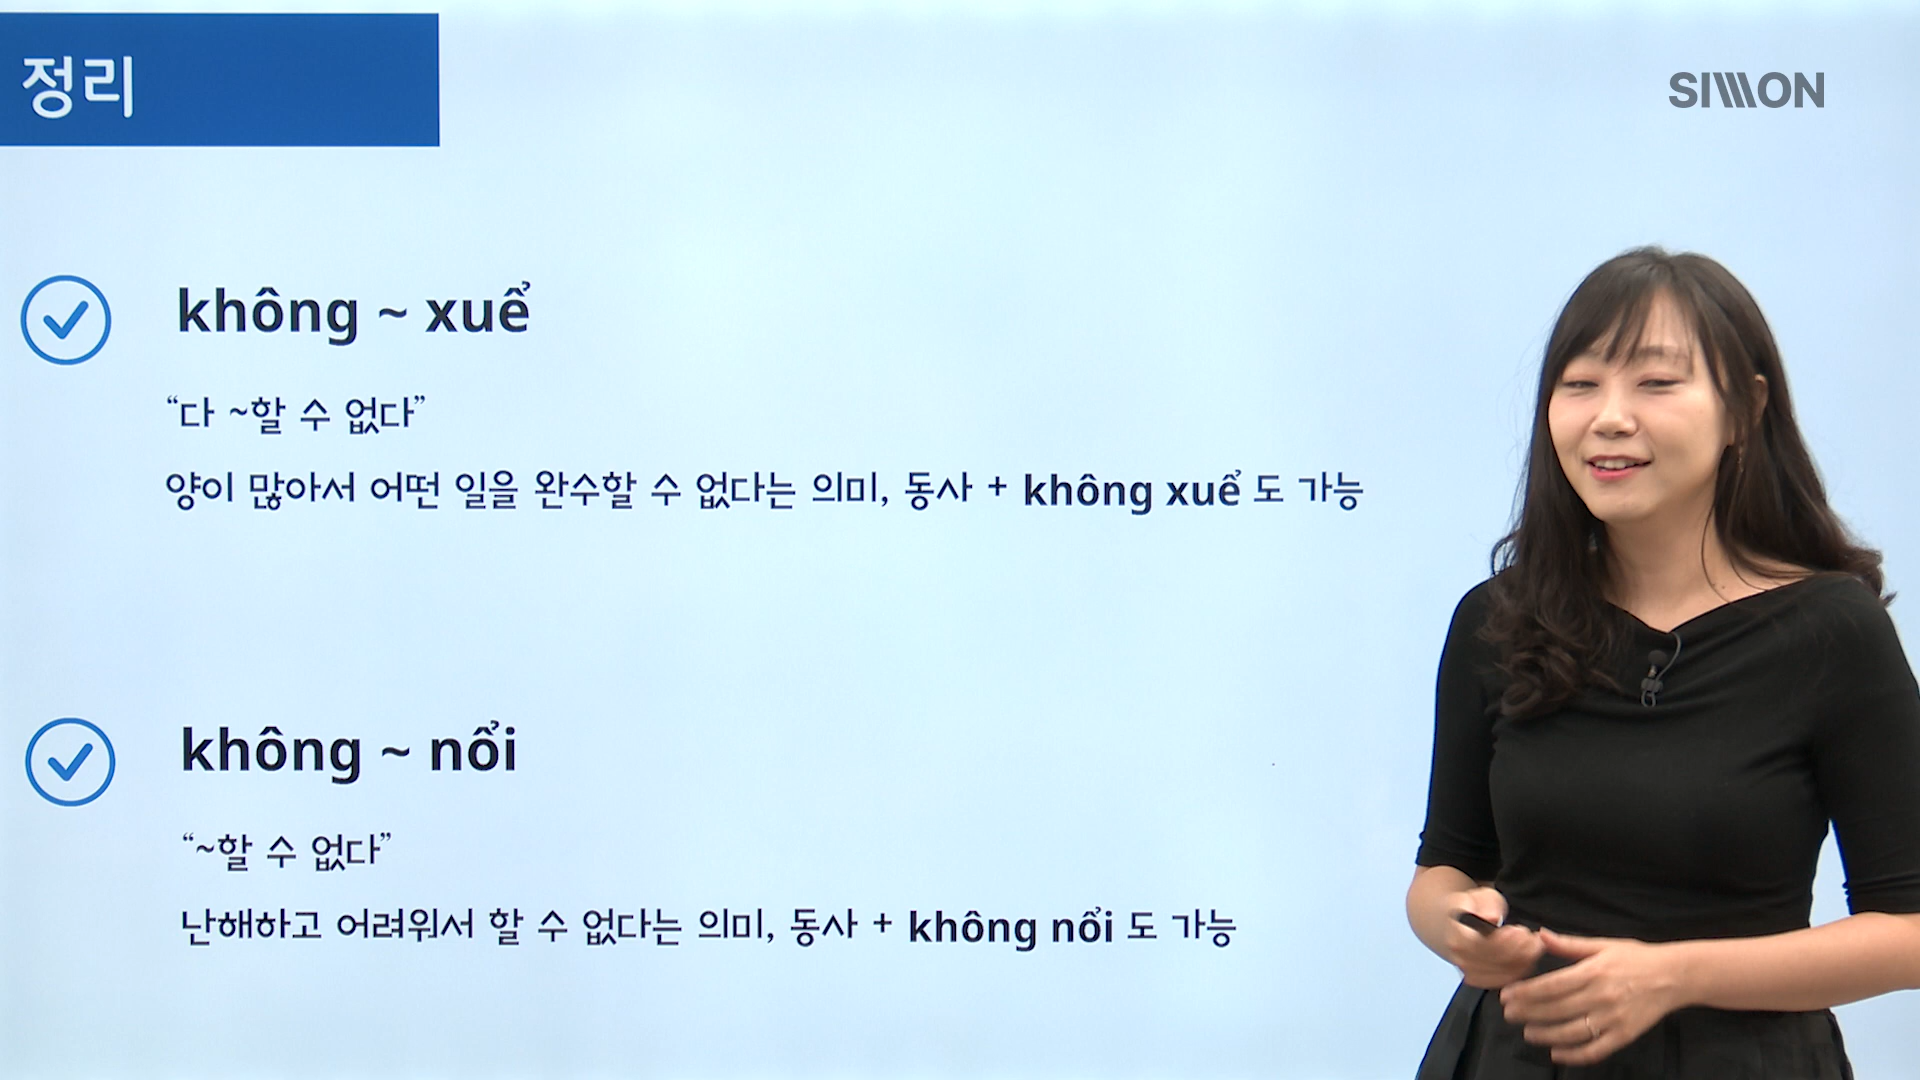 정리
SIWON
không ~ xuể
“다 ~할 수 없다”
양이 많아서 어떤 일을 완수할 수 없다는 의미, 동사 + không xuể 도 가능
không ~ nổi
“~할 수 없다”
난해하고 어려워서 할 수 없다는 의미, 동사 + không nổi 도 가능